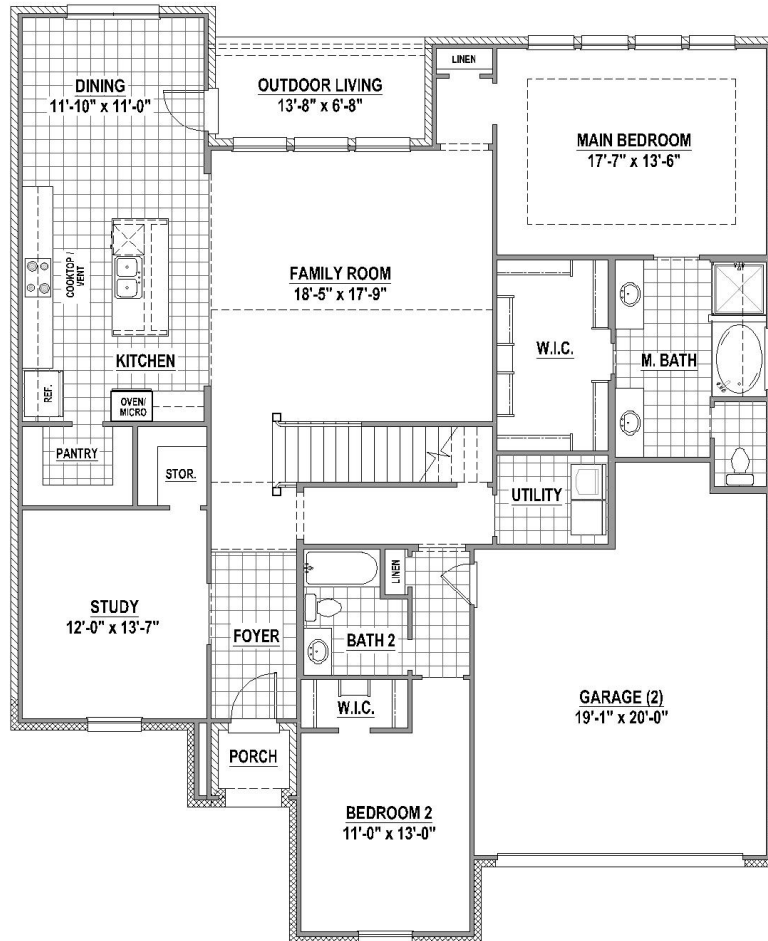 DINING
11'-10" x 11'-0"
OUTDOOR LIVING
13'-8" x 6'-8"
LINEN
MAIN BEDROOM
17'-7" x 13'-6"
COOKTOP /
VENT
FAMILY ROOM
18'-5" x 17'-9"
KITCHEN
W.I.C.
M. BATH
REF.
OVEN/
MICRO
PANTRY
STOR.
UTILITY
LINEN
STUDY
12'-0" x 13'-7"
FOYER
BATH 2
GARAGE (2)
19'-1" x 20'-0"
W.I.C.
PORCH
BEDROOM 2
11'-0" x 13'-0"